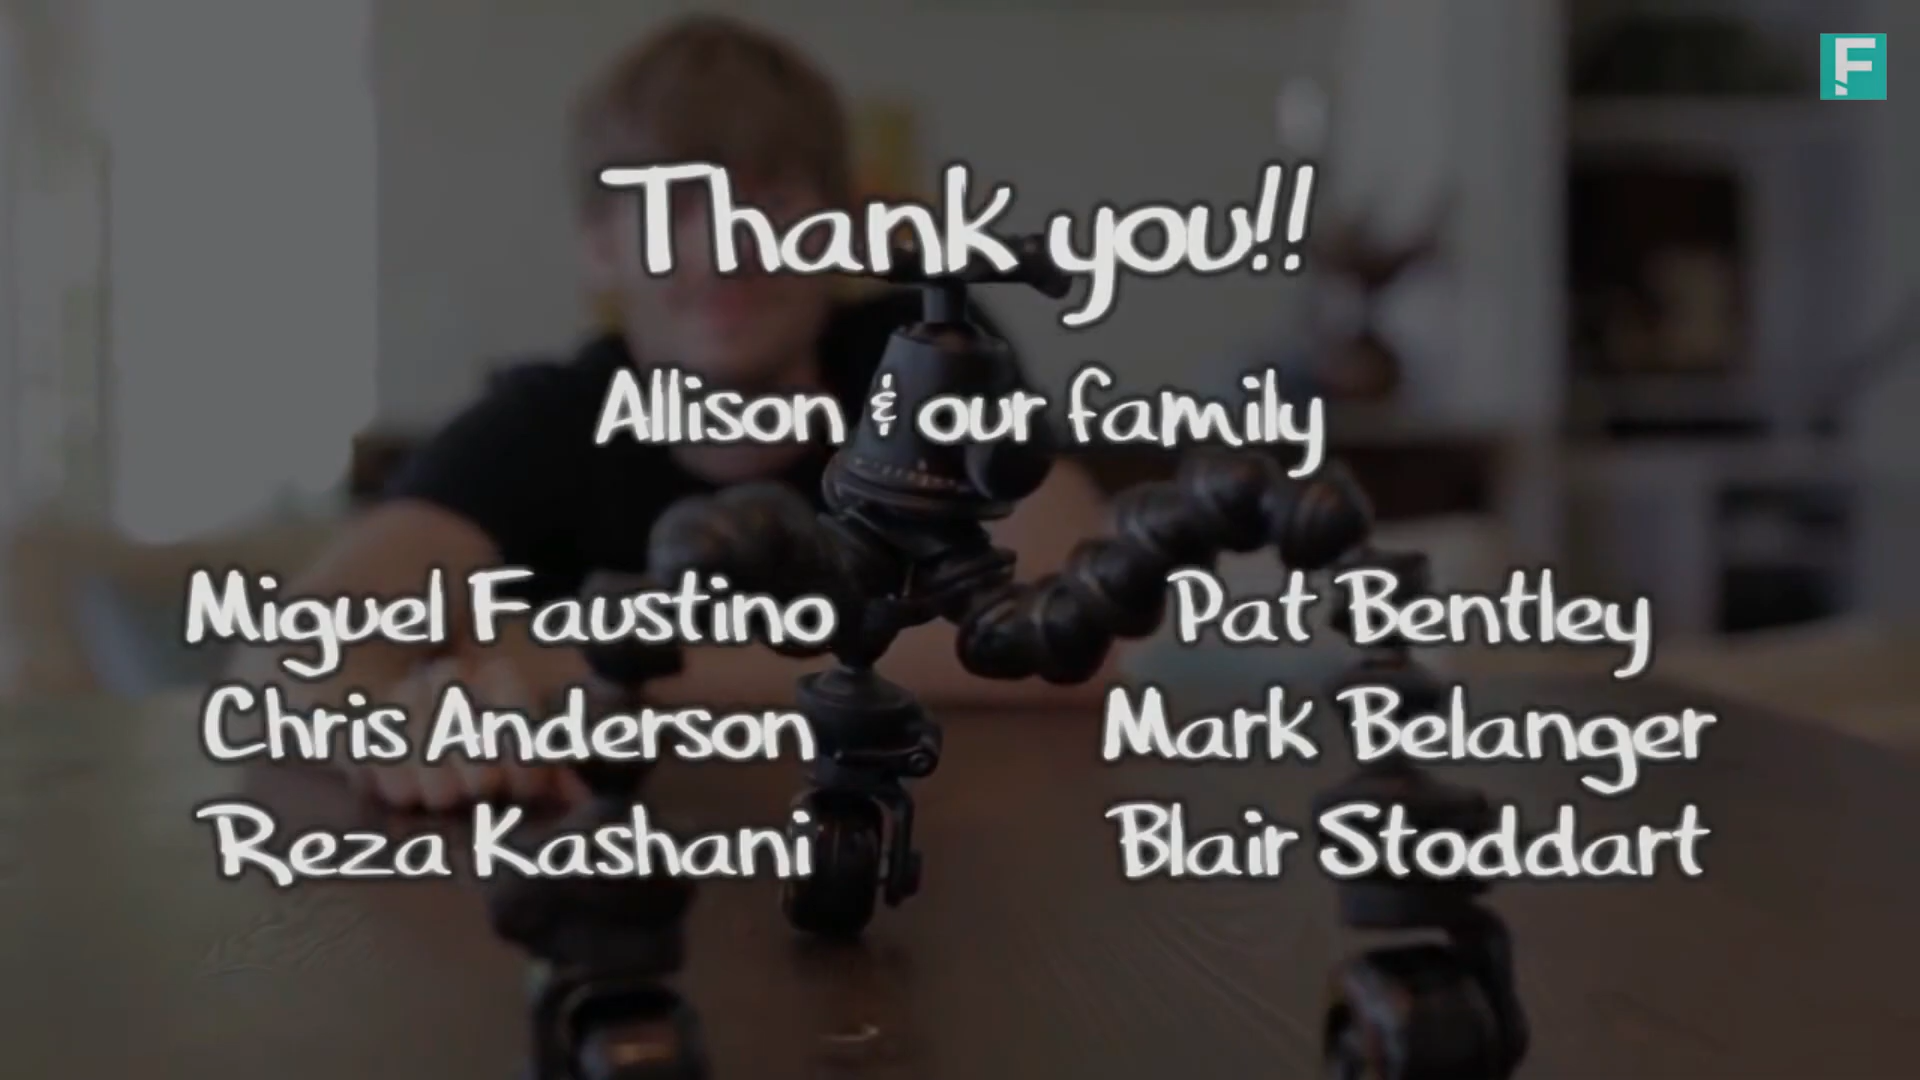 F
Thank you!!
Allison & our family
Miguel Faustino
Chris Anderson
Reza Kashani
Pat Bentley
Mark Belanger
Blair Stoddart